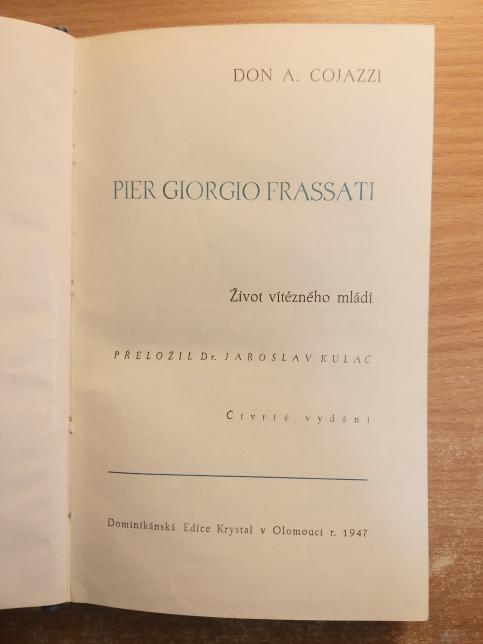 DON A. COJAZZI
PIER GIORGIO FRASSATI
Život vítězného mládí
PŘELOŽIL Dr. JAROSLAV KULAČ
Čtvrté vydání
Dominikánská Edice Krystal v Olomouci r. 1947